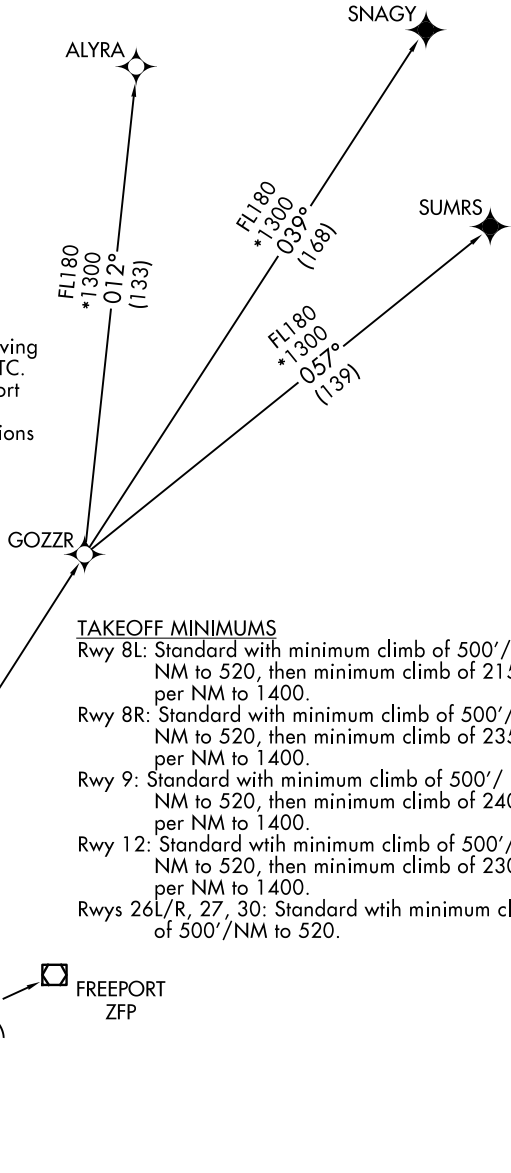 SNAGY
ALYRA
SUMRS
FL180
*1300
039°
(168)
FL180
*1300
012°
(133)
FL180
*1300
057°
(139)
ving
TC.
ort
ions
GOZZR
TAKEOFF MINIMUMS
Rwy 8L: Standard with minimum climb of 500'/
NM to 520, then minimum climb of 215
per NM to 1400.
Rwy 8R: Standard with minimum climb of 500'/
NM to 520, then minimum climb of 235
per NM to 1400.
Rwy 9: Standard with minimum climb of 500'/
NM to 520, then minimum climb of 240
per NM to 1400.
Rwy 12: Standard wtih minimum climb of 500'/
NM to 520, then minimum climb of 230
per NM to 1400.
Rwys 26L/R, 27, 30: Standard wtih minimum cl
of 500'/NM to 520.
FREEPORT
ZFP
)